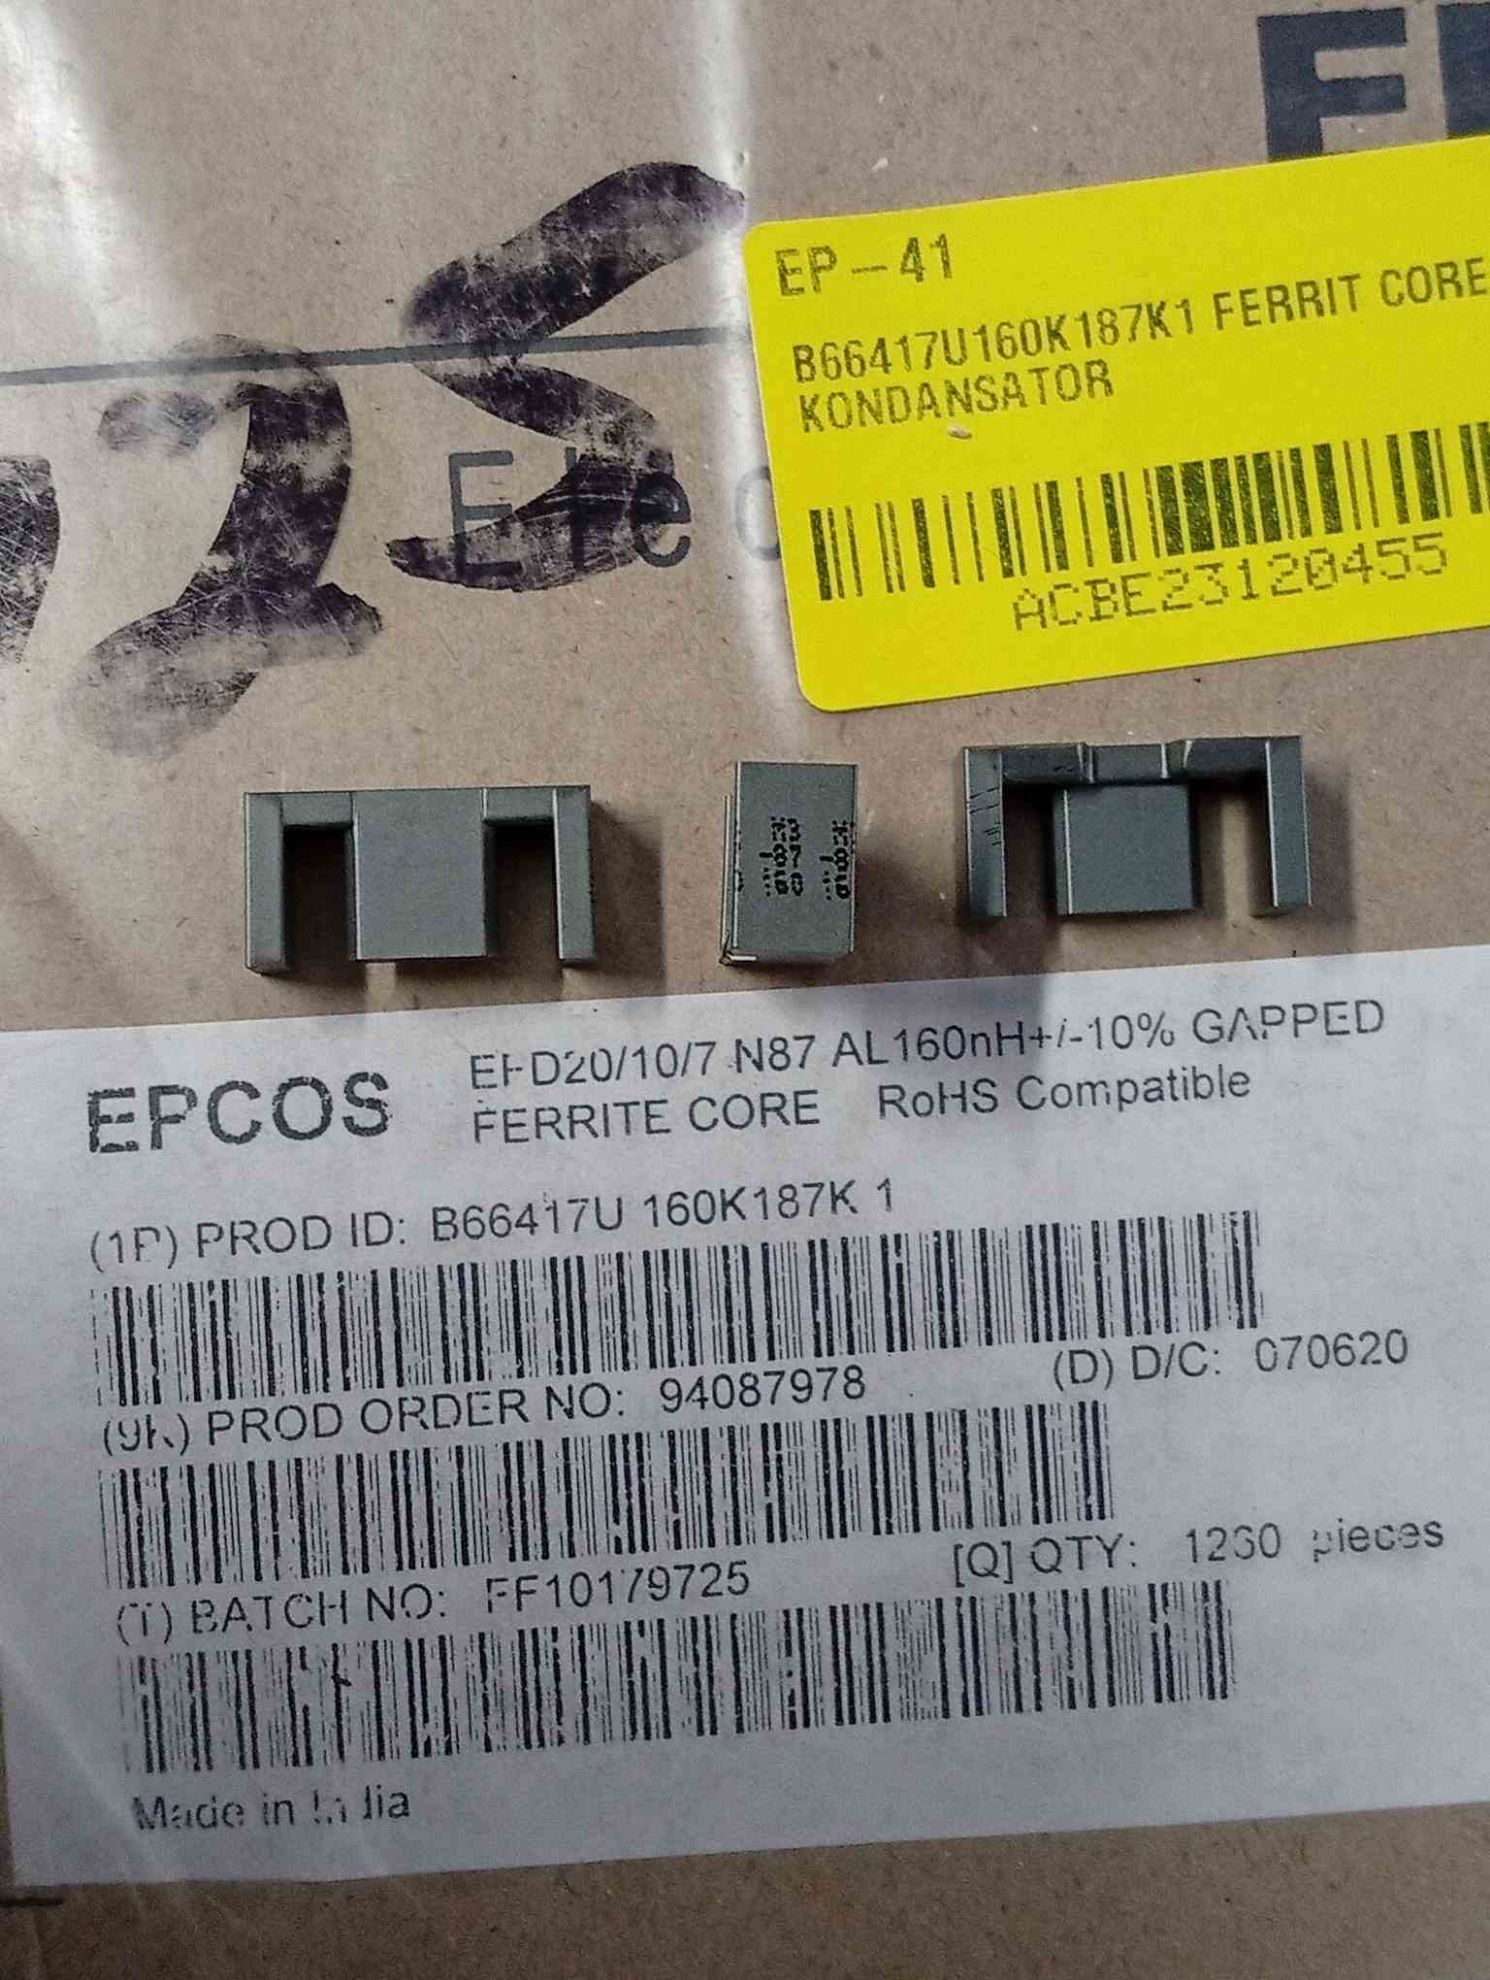 EP-41
B66417U160K187K1 FERRIT CORE
KONDANSATOR
ACBE23120455
EPCOS
EFD20/10/7 N87 AL160nH+/-10% GAPPED
FERRITE CORE RoHS Compatible
(1P) PROD ID: B66417U 160K187K 1
(9K) PROD ORDER NO: 94087978 (D) D/C: 070620
(T) BATCH NO: FF10179725 [Q] QTY: pieces
Made in India